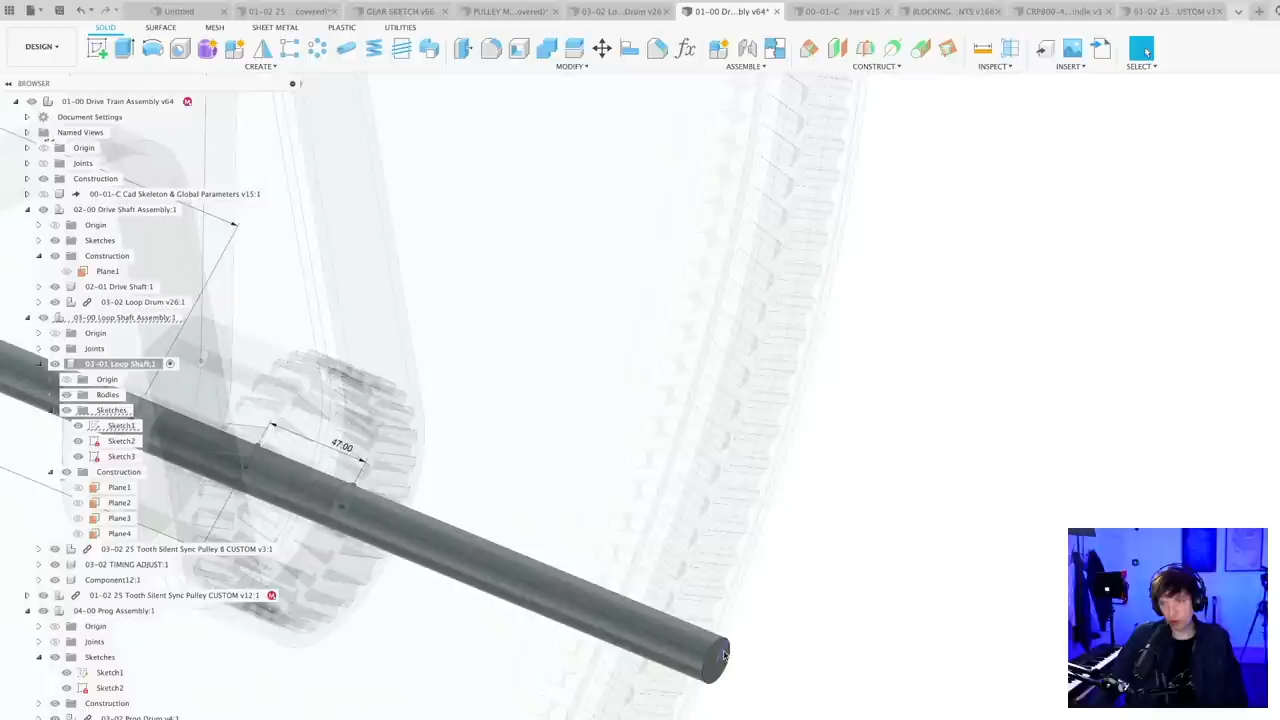 Untitled
01-02 25 ...covered)*
GEAR SKETCH v66
PULLEY M...overed)*
03-02 Lo...Drum v26
01-00 Dr...bly v64*
00-01-C ...ters v15
BLOCKING ...NTS v166
CRP800-4...indle v3
03-02 25...USTOM v3
SOLID
SURFACE
MESH
SHEET METAL
PLASTIC
UTILITIES
DESIGN
CREATE
MODIFY
ASSEMBLE
CONSTRUCT
INSPECT
INSERT
SELECT
BROWSER
01-00 Drive Train Assembly v64
Document Settings
Named Views
Origin
Joints
Construction
00-01-C Cad Skeleton & Global Parameters v15:1
02-00 Drive Shaft Assembly:1
Origin
Sketches
Construction
Plane1
02-01 Drive Shaft:1
03-02 Loop Drum v26:1
03-00 Loop Shaft Assembly:1
Origin
Joints
03-01 Loop Shaft:1
Origin
Bodies
Sketches
Sketch1
Sketch2
Sketch3
Construction
Plane1
Plane2
Plane3
Plane4
03-02 25 Tooth Silent Sync Pulley B CUSTOM v3:1
03-02 TIMING ADJUST:1
Component12:1
01-02 25 Tooth Silent Sync Pulley CUSTOM v12:1
04-00 Prog Assembly:1
Origin
Joints
Sketches
Sketch1
Sketch2
Construction
03-02 Prog Drum v4:1
47.00